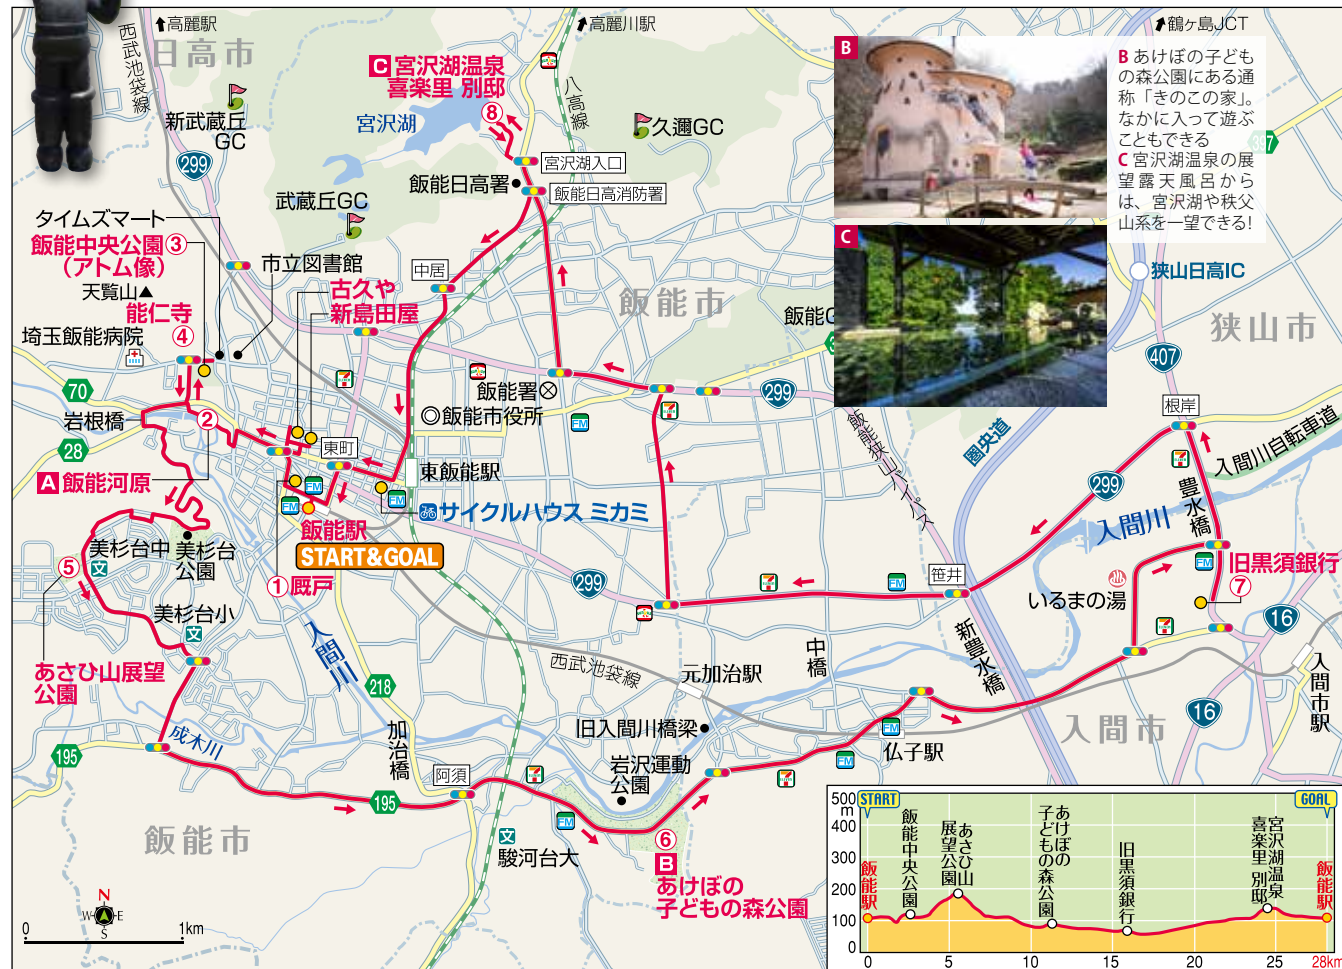 高麗駅
高麗川駅
鶴ヶ島JCT
西武池袋線
日高市
八高線
C 宮沢湖温泉
喜楽里 別邸
⑧
宮沢湖
新武蔵丘
GC
299
久邇GC
宮沢湖入口
飯能日高署
飯能日高消防署
武蔵丘GC
タイムズマート
飯能中央公園③
(アトム像)
市立図書館
天覧山▲
能仁寺
④
中居
古久や
新島田屋
飯能市
埼玉飯能病院
70
岩根橋
28
②
A 飯能河原
東町
飯能署
飯能市役所
299
東飯能駅
サイクルハウス ミカミ
飯能駅
START&GOAL
①厩戸
美杉台中
美杉台
公園
⑤
美杉台小
あさひ山展望
公園
入間川
218
195
成木川
加治橋
阿須
195
飯能市
299
西武池袋線
元加治駅
旧入間川橋梁
岩沢運動
公園
駿河台大
⑥
B
あけぼの
子どもの森公園
中橋
新豊水橋
仏子駅
笹井
飯能狭山バイパス
圏央道
狭山日高IC
狭山市
407
根岸
入間川自転車道
299
豊水橋
入間川
いるまの湯
旧黒須銀行
⑦
16
入間市駅
16
入間市
B
C
B あけぼの子ども
の森公園にある通
称「きのこの家」。
なかに入って遊ぶ
こともできる
C 宮沢湖温泉の展
望露天風呂から
は、宮沢湖や秩父
山系を一望できる!
N
W
E
S
0
1km
500
m
400
300
200
100
0
START
GOAL
飯能駅
飯能中央公園
あさひ山
展望公園
あけぼの
子どもの森公園
旧黒須銀行
宮沢湖温泉
喜楽里 別邸
飯能駅
0
5
10
15
20
25
28km